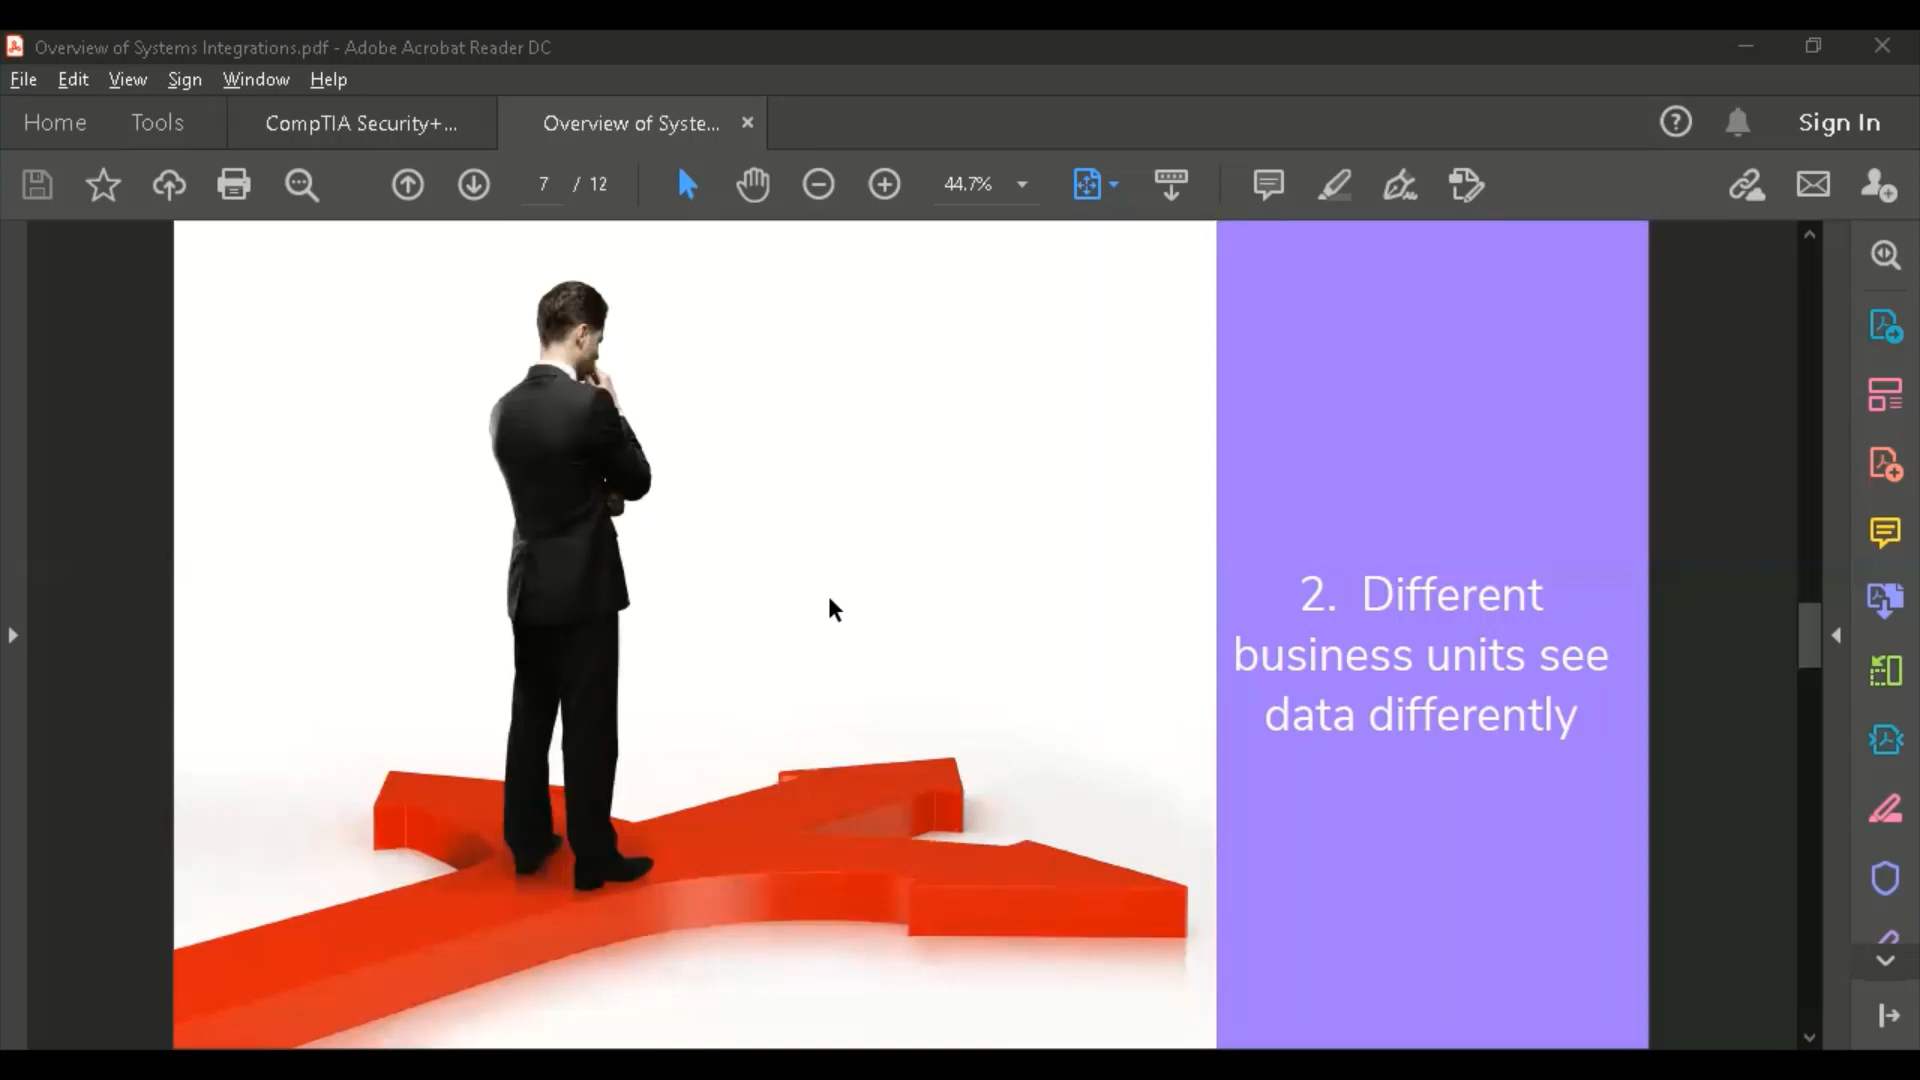 Overview of Systems Integrations.pdf - Adobe Acrobat Reader DC
File Edit View Sign Window Help
Home Tools CompTIA Security+... Overview of Syste... Sign In
7 / 12 44.7%
2. Different
business units see
data differently